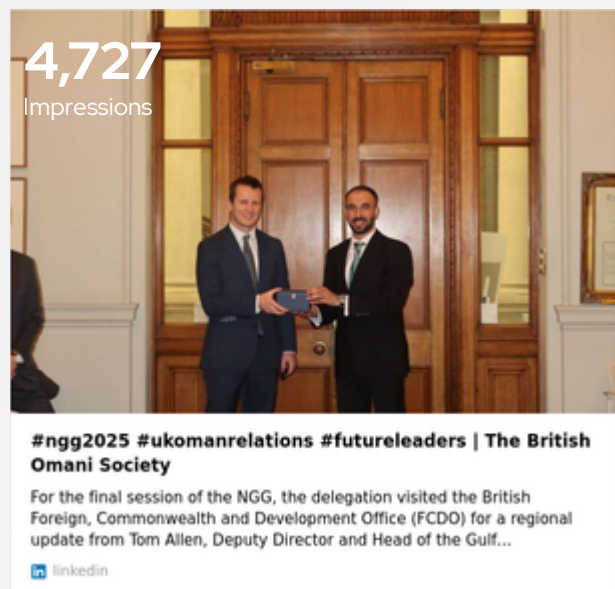 4,727
Impressions
#ngg2025 #ukomanrelations #futureleaders | The British
Omani Society
For the final session of the NGG, the delegation visited the British
Foreign, Commonwealth and Development Office (FCDO) for a regional
update from Tom Allen, Deputy Director and Head of the Gulf...
in linkedin